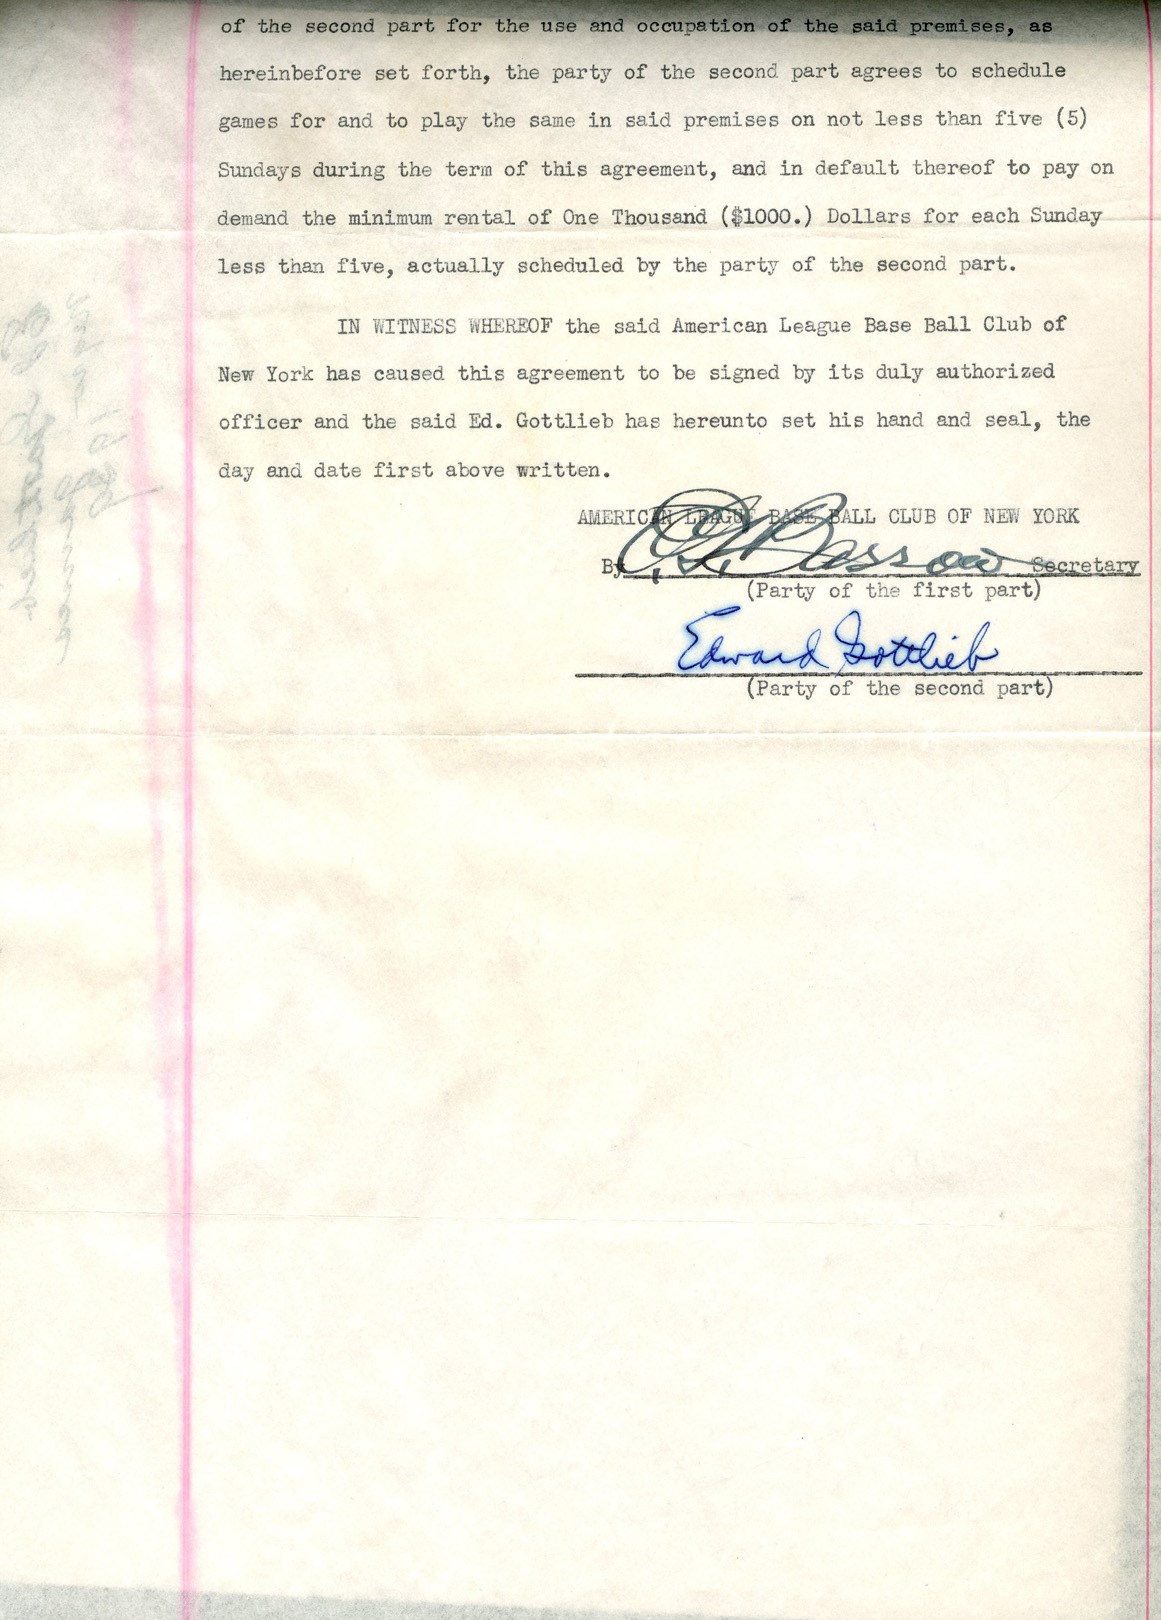 of the second part for the use and occupation of the said premises, as
hereinbefore set forth, the party of the second part agrees to schedule
games for and to play the same in said premises on not less than five (5)
Sundays during the term of this agreement, and in default thereof to pay on
demand the minimum rental of One Thousand ($1000.) Dollars for each Sunday
less than five, actually scheduled by the party of the second part.
IN WITNESS WHEREOF the said American League Base Ball Club of
New York has caused this agreement to be signed by its duly authorized
officer and the said Ed. Gottlieb has hereunto set his hand and seal, the
day and date first above written.
AMERICAN LEAGUE BASE BALL CLUB OF NEW YORK
By Secretary
(Party of the first part)
Edward Gottlieb
(Party of the second part)